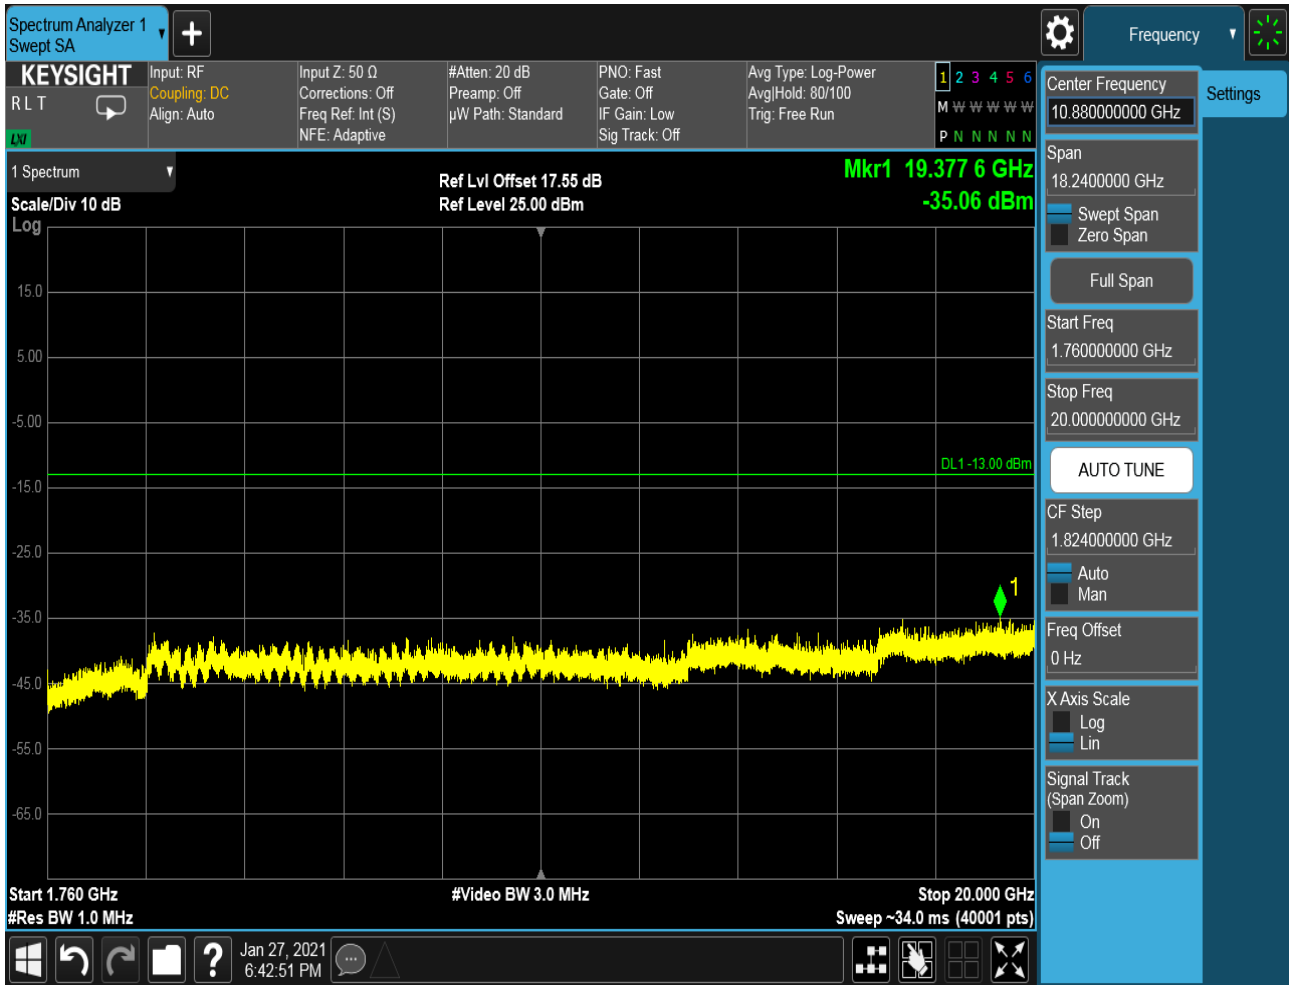 Spectrum Analyzer 1
Swept SA
Frequency
KEYSIGHT
R L T
LXI
Input: RF
Coupling: DC
Align: Auto
Input Z: 50 Ω
Corrections: Off
Freq Ref: Int (S)
NFE: Adaptive
#Atten: 20 dB
Preamp: Off
µW Path: Standard
PNO: Fast
Gate: Off
IF Gain: Low
Sig Track: Off
Avg Type: Log-Power
Avg|Hold: 80/100
Trig: Free Run
1 2 3 4 5 6
M W W W W W
P N N N N N
1 Spectrum
Scale/Div 10 dB
Log
Ref Lvl Offset 17.55 dB
Ref Level 25.00 dBm
Mkr1 19.377 6 GHz
-35.06 dBm
15.0
5.00
-5.00
DL1 -13.00 dBm
-15.0
-25.0
1
-35.0
-45.0
-55.0
-65.0
Start 1.760 GHz
#Res BW 1.0 MHz
#Video BW 3.0 MHz
Stop 20.000 GHz
Sweep ~34.0 ms (40001 pts)
Center Frequency
10.880000000 GHz
Settings
Span
18.2400000 GHz
Swept Span
Zero Span
Full Span
Start Freq
1.760000000 GHz
Stop Freq
20.000000000 GHz
AUTO TUNE
CF Step
1.824000000 GHz
Auto
Man
Freq Offset
0 Hz
X Axis Scale
Log
Lin
Signal Track
(Span Zoom)
On
Off
?
Jan 27, 2021
6:42:51 PM